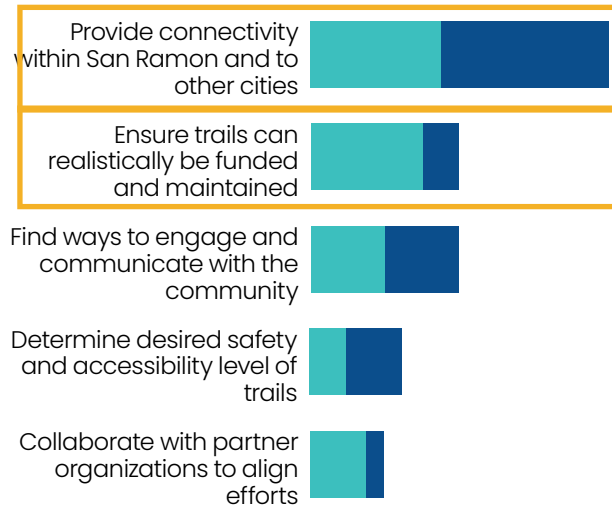 Provide connectivity
within San Ramon and to
other cities
Ensure trails can
realistically be funded
and maintained
Find ways to engage and
communicate with the
community
Determine desired safety
and accessibility level of
trails
Collaborate with partner
organizations to align
efforts